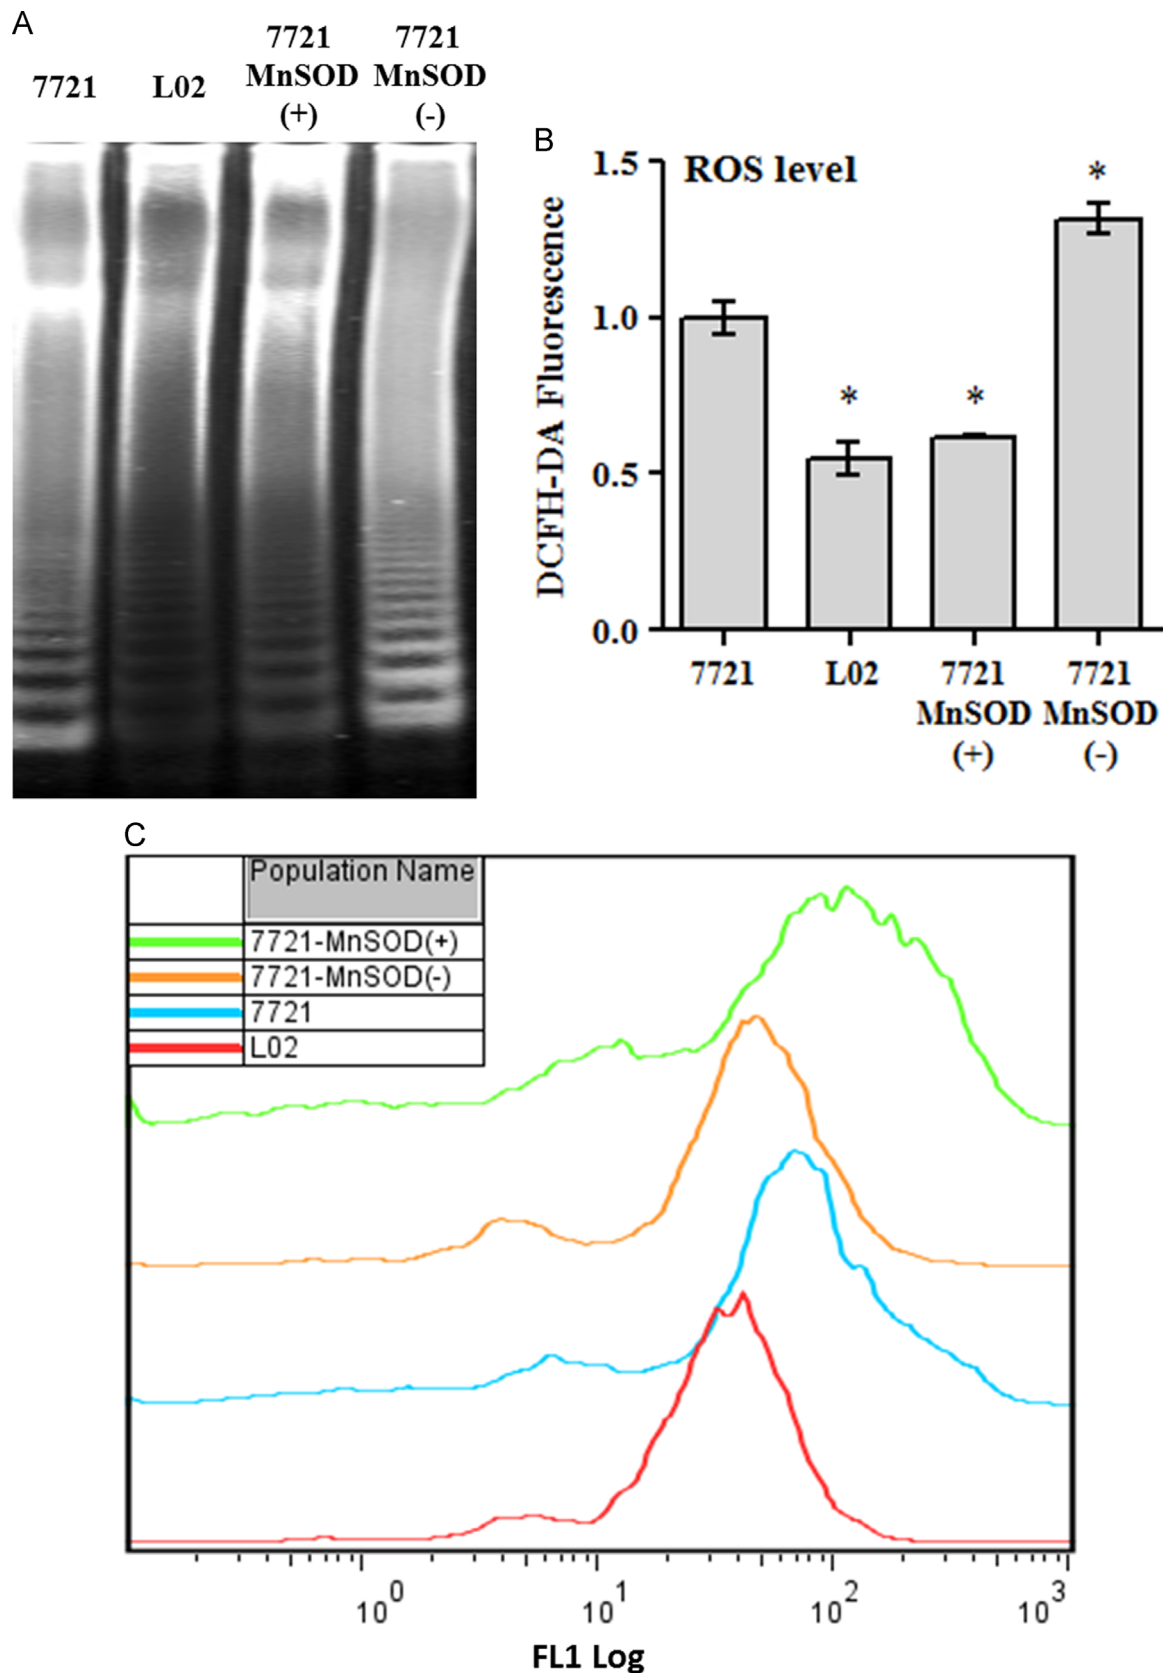 A
7721
L02
7721
MnSOD
(+)
7721
MnSOD
(-)
B
ROS level
DCFH-DA Fluorescence
1.5
1.0
0.5
0.0
*
*
*
7721
L02
7721
MnSOD
(+)
7721
MnSOD
(-)
C
Population Name
7721-MnSOD(+)
7721-MnSOD(-)
7721
L02
10^0
10^1
10^2
10^3
FL1 Log